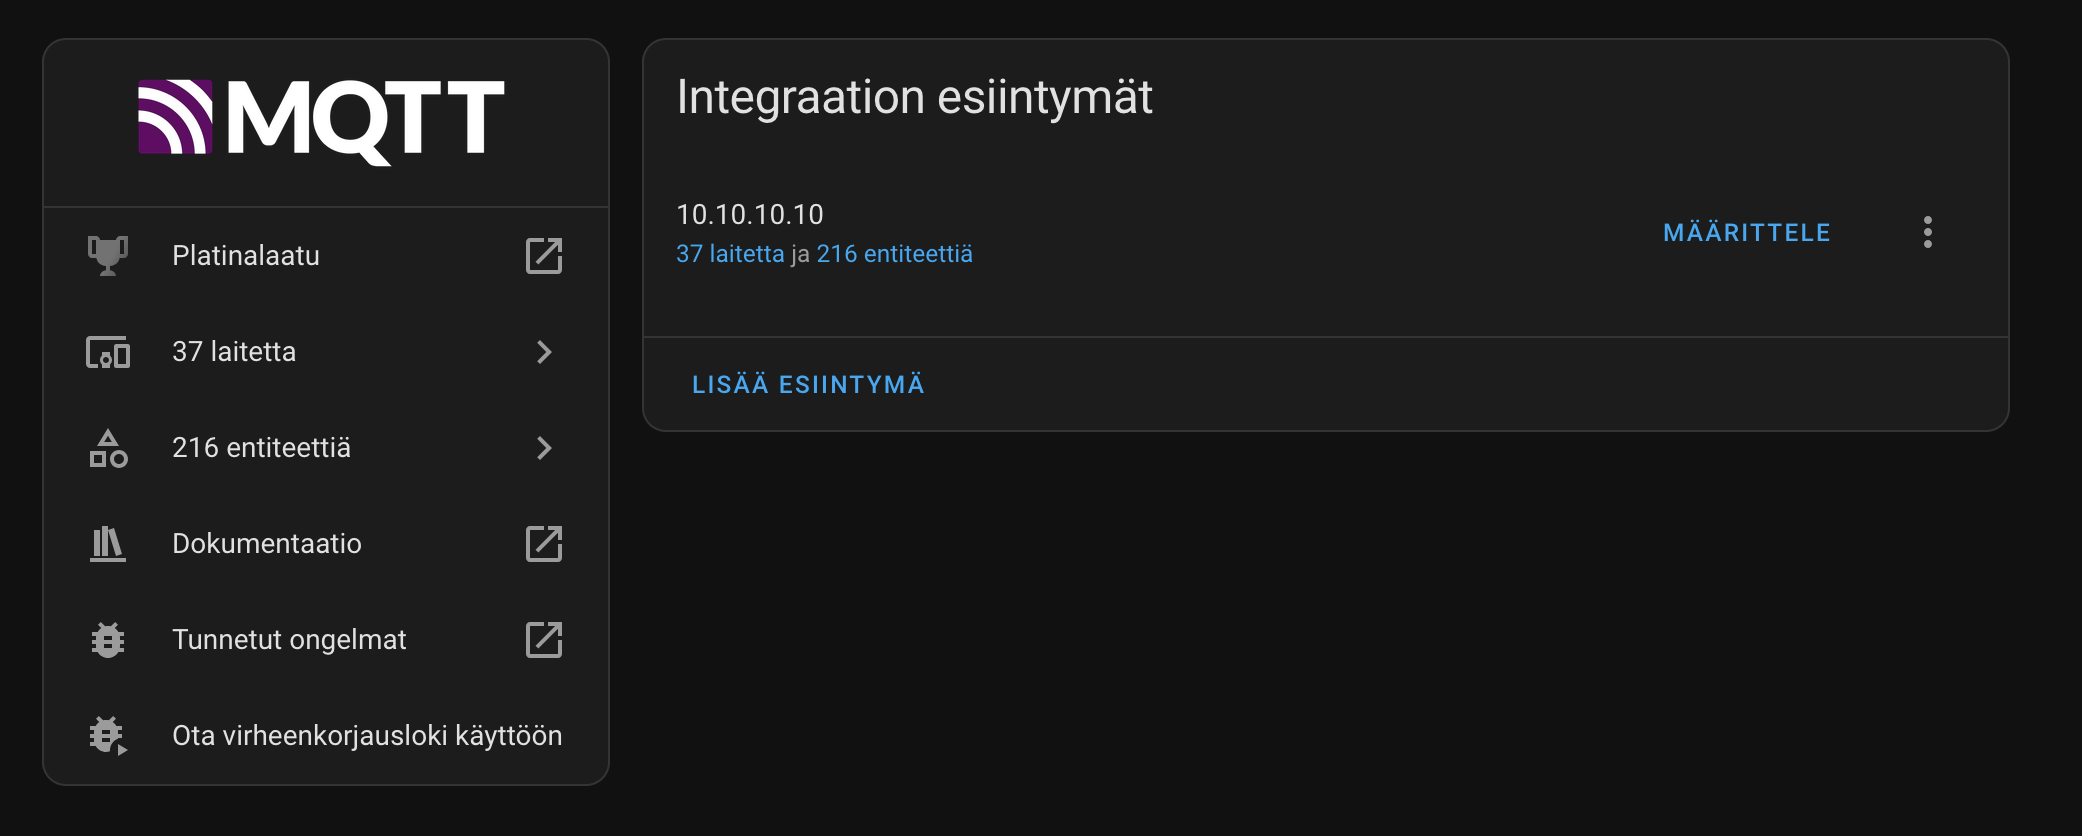 MQTT
Platinalaatu
37 laitetta
216 entiteettiä
Dokumentaatio
Tunnetut ongelmat
Ota virheenkorjausloki käyttöön
Integraation esiintymät
10.10.10.10
37 laitetta ja 216 entiteettiä
MÄÄRITTELE
LISÄÄ ESIINTYMÄ